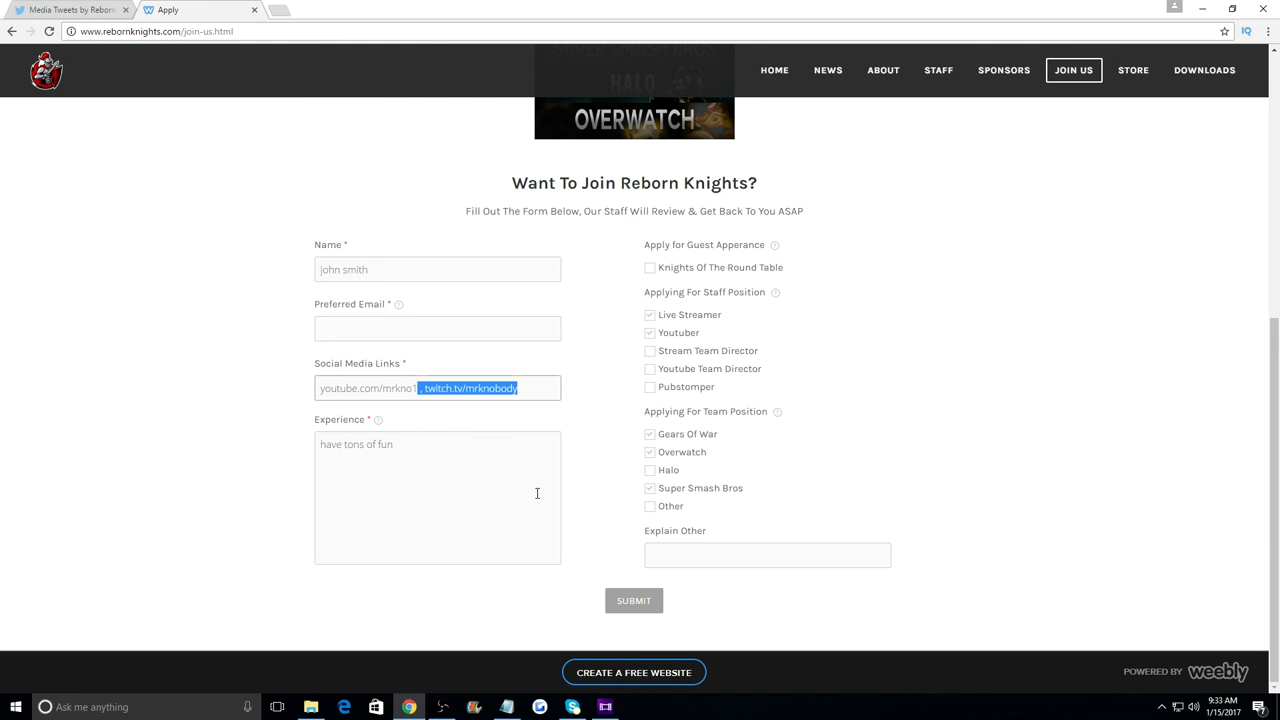 Media Tweets by Reborn
Apply
www.rebornknights.com/join-us.html
IQ
HOME
NEWS
ABOUT
STAFF
SPONSORS
JOIN US
STORE
DOWNLOADS
SUPER SMASH BROS
HALO
OVERWATCH
Want To Join Reborn Knights?
Fill Out The Form Below, Our Staff Will Review & Get Back To You ASAP
Name *
john smith
Preferred Email * ?
Social Media Links *
youtube.com/mrkno1 , twitch.tv/mrknobody
Experience * ?
have tons of fun
Apply for Guest Apperance ?
Knights Of The Round Table
Applying For Staff Position ?
Live Streamer
Youtuber
Stream Team Director
Youtube Team Director
Pubstomper
Applying For Team Position ?
Gears Of War
Overwatch
Halo
Super Smash Bros
Other
Explain Other
SUBMIT
CREATE A FREE WEBSITE
POWERED BY weebly
Ask me anything
9:33 AM
1/15/2017